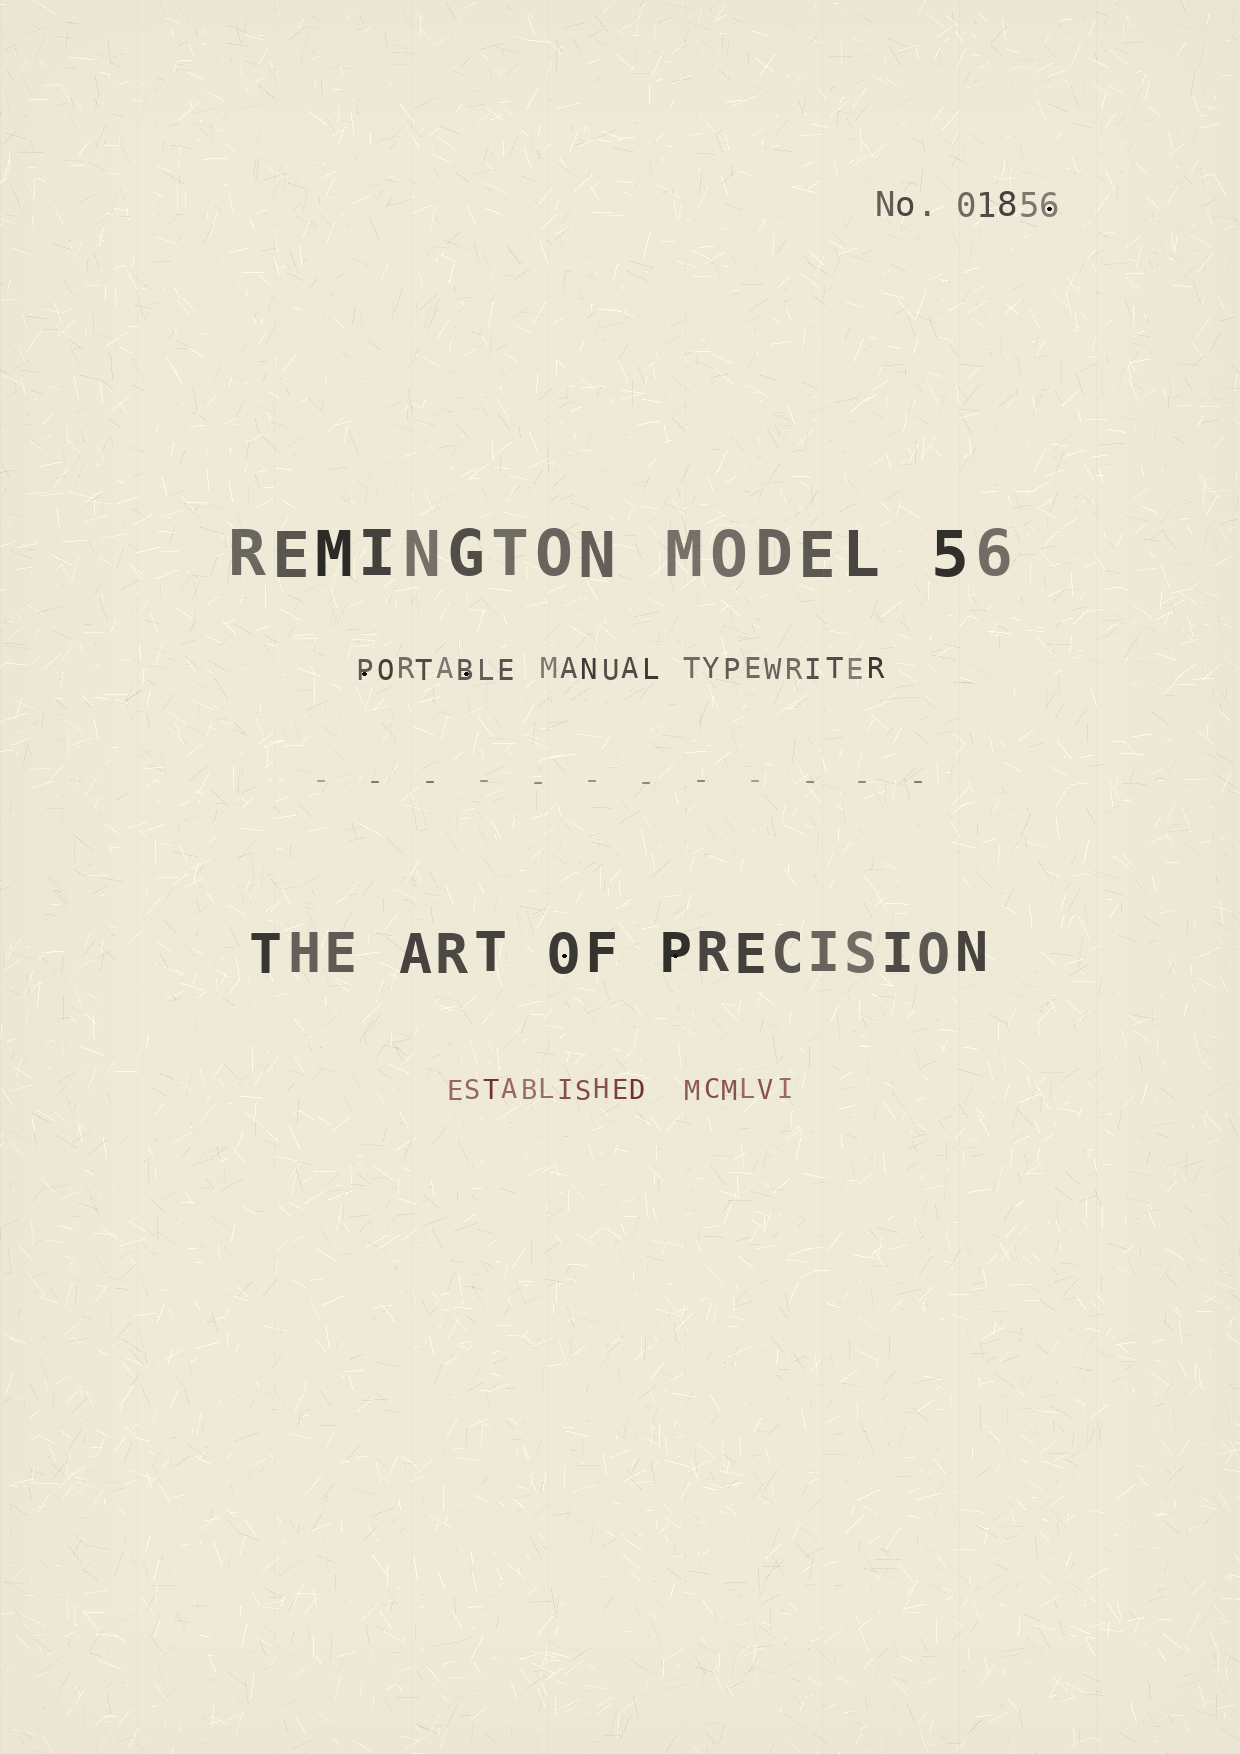 No. 01856
REMINGTON MODEL 56
PORTABLE MANUAL TYPEWRITER
- - - - - - - - - - - -
THE ART OF PRECISION
ESTABLISHED MCMLVI